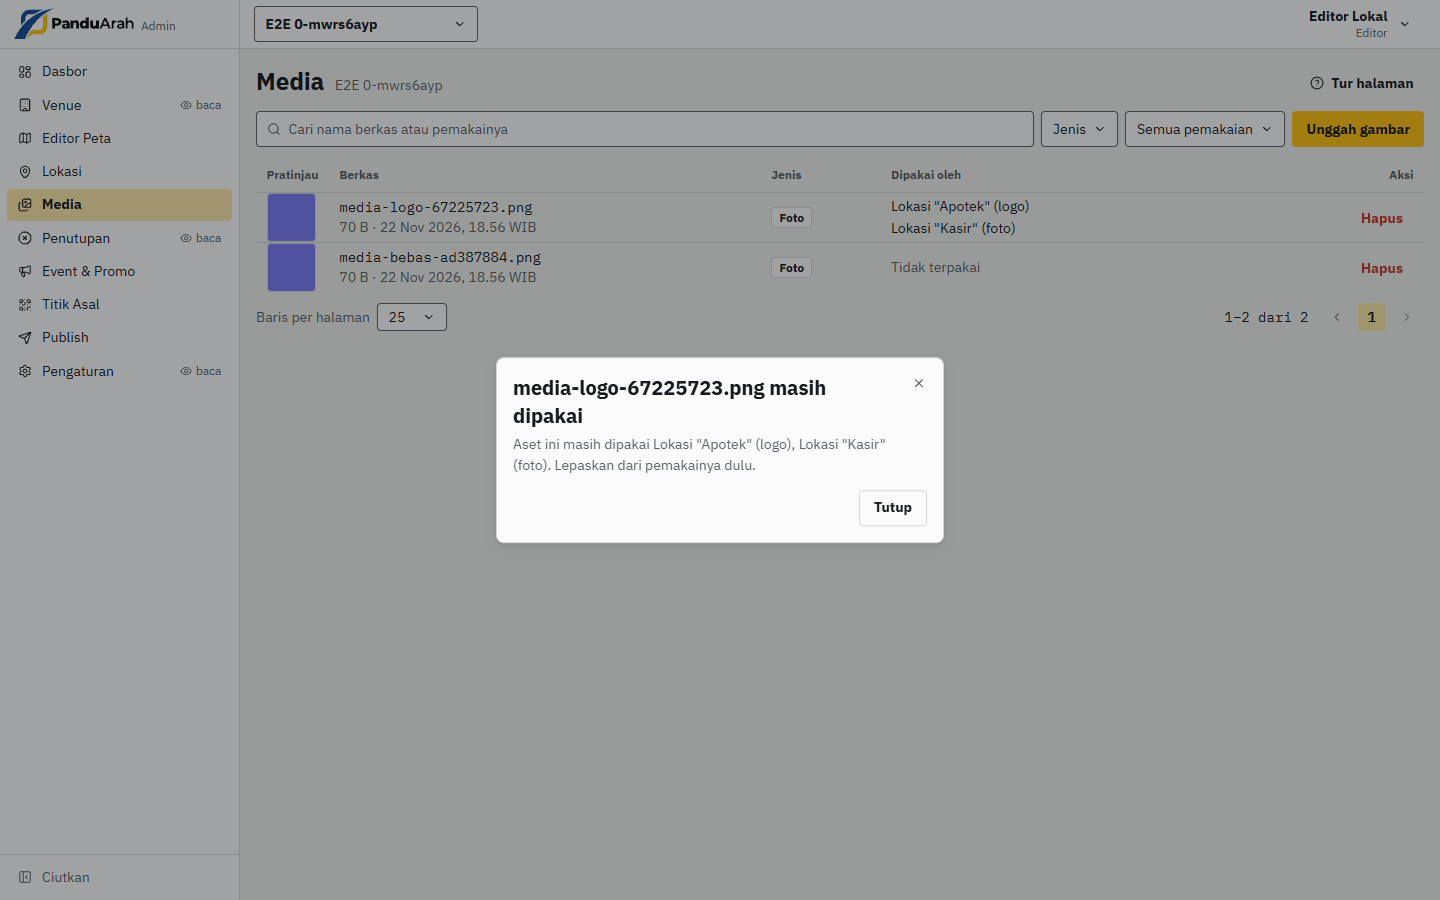 PanduArah Admin
E2E 0-mwrs6ayp
Editor Lokal
Editor
Dasbor
Venue baca
Editor Peta
Lokasi
Media
Penutupan baca
Event & Promo
Titik Asal
Publish
Pengaturan baca
Ciutkan
Media E2E 0-mwrs6ayp
Tur halaman
Cari nama berkas atau pemakainya
Jenis
Semua pemakaian
Unggah gambar
Pratinjau Berkas Jenis Dipakai oleh Aksi
media-logo-67225723.png
70 B · 22 Nov 2026, 18.56 WIB
Foto
Lokasi "Apotek" (logo)
Lokasi "Kasir" (foto)
Hapus
media-bebas-ad387884.png
70 B · 22 Nov 2026, 18.56 WIB
Foto
Tidak terpakai
Hapus
Baris per halaman 25
1–2 dari 2
1
media-logo-67225723.png masih
dipakai
Aset ini masih dipakai Lokasi "Apotek" (logo), Lokasi "Kasir"
(foto). Lepaskan dari pemakainya dulu.
Tutup